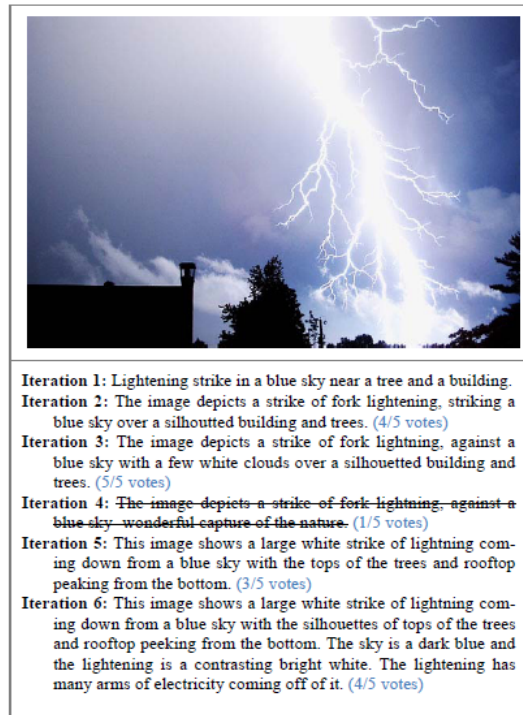 Iteration 1: Lightening strike in a blue sky near a tree and a building.
Iteration 2: The image depicts a strike of fork lightening, striking a
blue sky over a silhoutted building and trees. (4/5 votes)
Iteration 3: The image depicts a strike of fork lightning, against a
blue sky with a few white clouds over a silhouetted building and
trees. (5/5 votes)
Iteration 4: The image depicts a strike of fork lightning, against a
blue sky- wonderful capture of the nature. (1/5 votes)
Iteration 5: This image shows a large white strike of lightning com-
ing down from a blue sky with the tops of the trees and rooftop
peaking from the bottom. (3/5 votes)
Iteration 6: This image shows a large white strike of lightning com-
ing down from a blue sky with the silhouettes of tops of the trees
and rooftop peeking from the bottom. The sky is a dark blue and
the lightening is a contrasting bright white. The lightening has
many arms of electricity coming off of it. (4/5 votes)